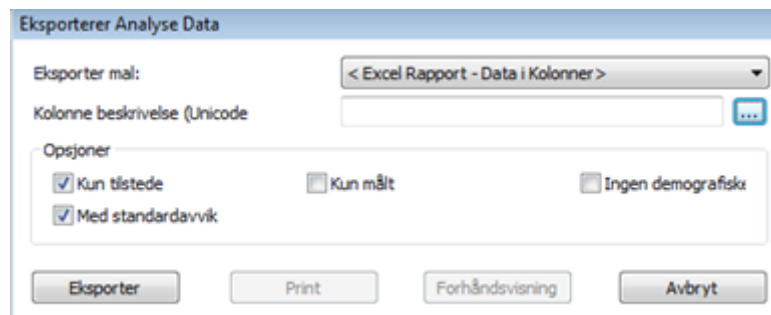 Eksporterer Analyse Data
Eksporter mal: < Excel Rapport - Data i Kolonner >
Kolonne beskrivelse (Unicode ...
Opsjoner
Kun tilstede Kun målt Ingen demografiske
Med standardavvik
Eksporter Print Forhåndsvisning Avbryt